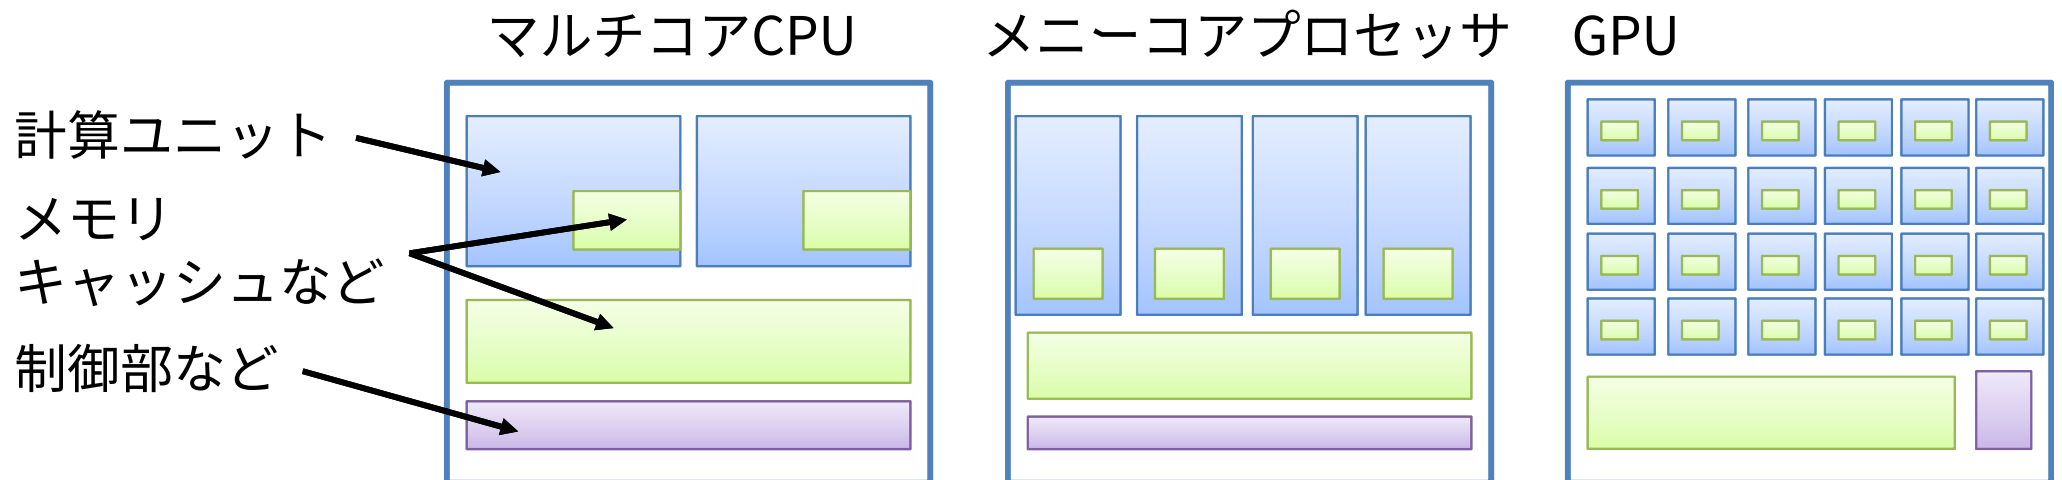 マルチコアCPU
メニーコアプロセッサ
GPU
計算ユニット
メモリ
キャッシュなど
制御部など